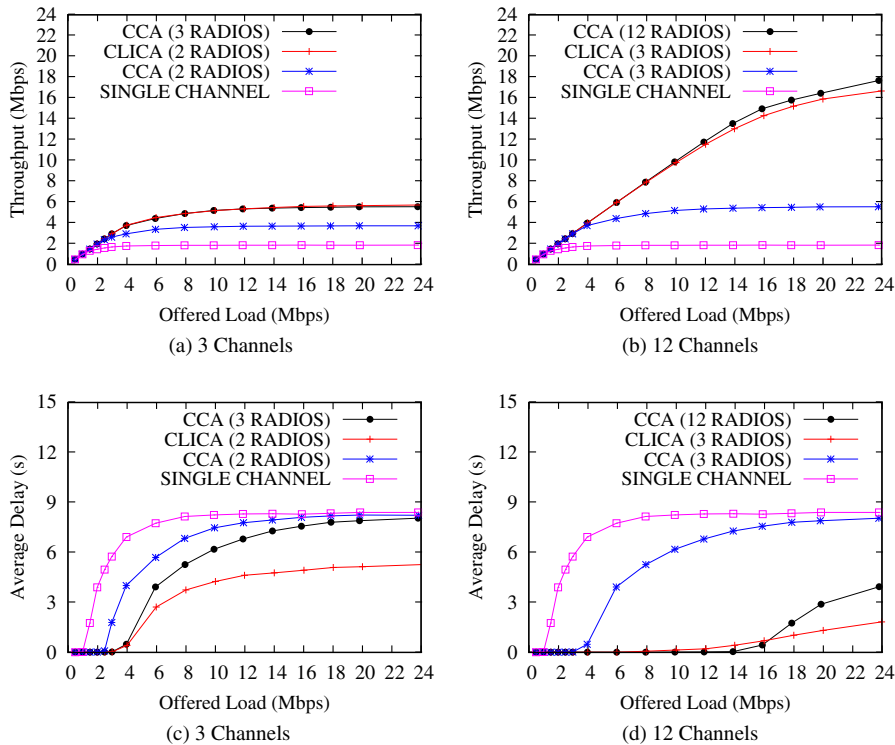 CCA (3 RADIOS)
CLICA (2 RADIOS)
CCA (2 RADIOS)
SINGLE CHANNEL
Throughput (Mbps)
24
22
20
18
16
14
12
10
8
6
4
2
0
0 2 4 6 8 10 12 14 16 18 20 22 24
Offered Load (Mbps)
(a) 3 Channels
CCA (12 RADIOS)
CLICA (3 RADIOS)
CCA (3 RADIOS)
SINGLE CHANNEL
Throughput (Mbps)
24
22
20
18
16
14
12
10
8
6
4
2
0
0 2 4 6 8 10 12 14 16 18 20 22 24
Offered Load (Mbps)
(b) 12 Channels
CCA (3 RADIOS)
CLICA (2 RADIOS)
CCA (2 RADIOS)
SINGLE CHANNEL
Average Delay (s)
15
12
9
6
3
0
0 2 4 6 8 10 12 14 16 18 20 22 24
Offered Load (Mbps)
(c) 3 Channels
CCA (12 RADIOS)
CLICA (3 RADIOS)
CCA (3 RADIOS)
SINGLE CHANNEL
Average Delay (s)
15
12
9
6
3
0
0 2 4 6 8 10 12 14 16 18 20 22 24
Offered Load (Mbps)
(d) 12 Channels